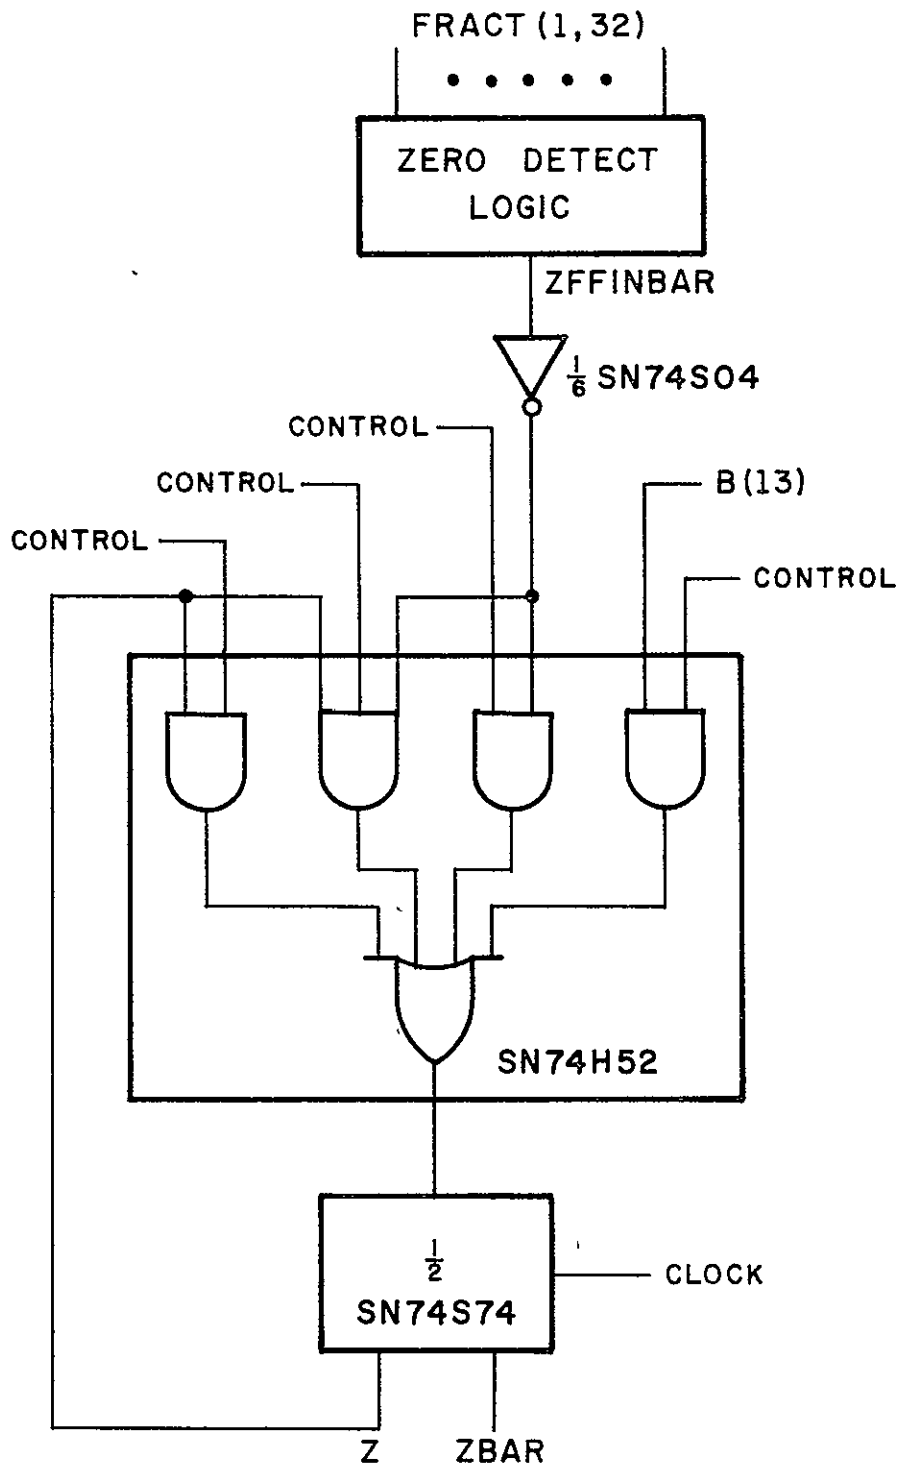 FRACT (1,32)
ZERO DETECT
LOGIC
ZFFINBAR
1/6 SN74S04
CONTROL
CONTROL
B(13)
CONTROL
CONTROL
SN74H52
1/2
SN74S74
CLOCK
Z
ZBAR